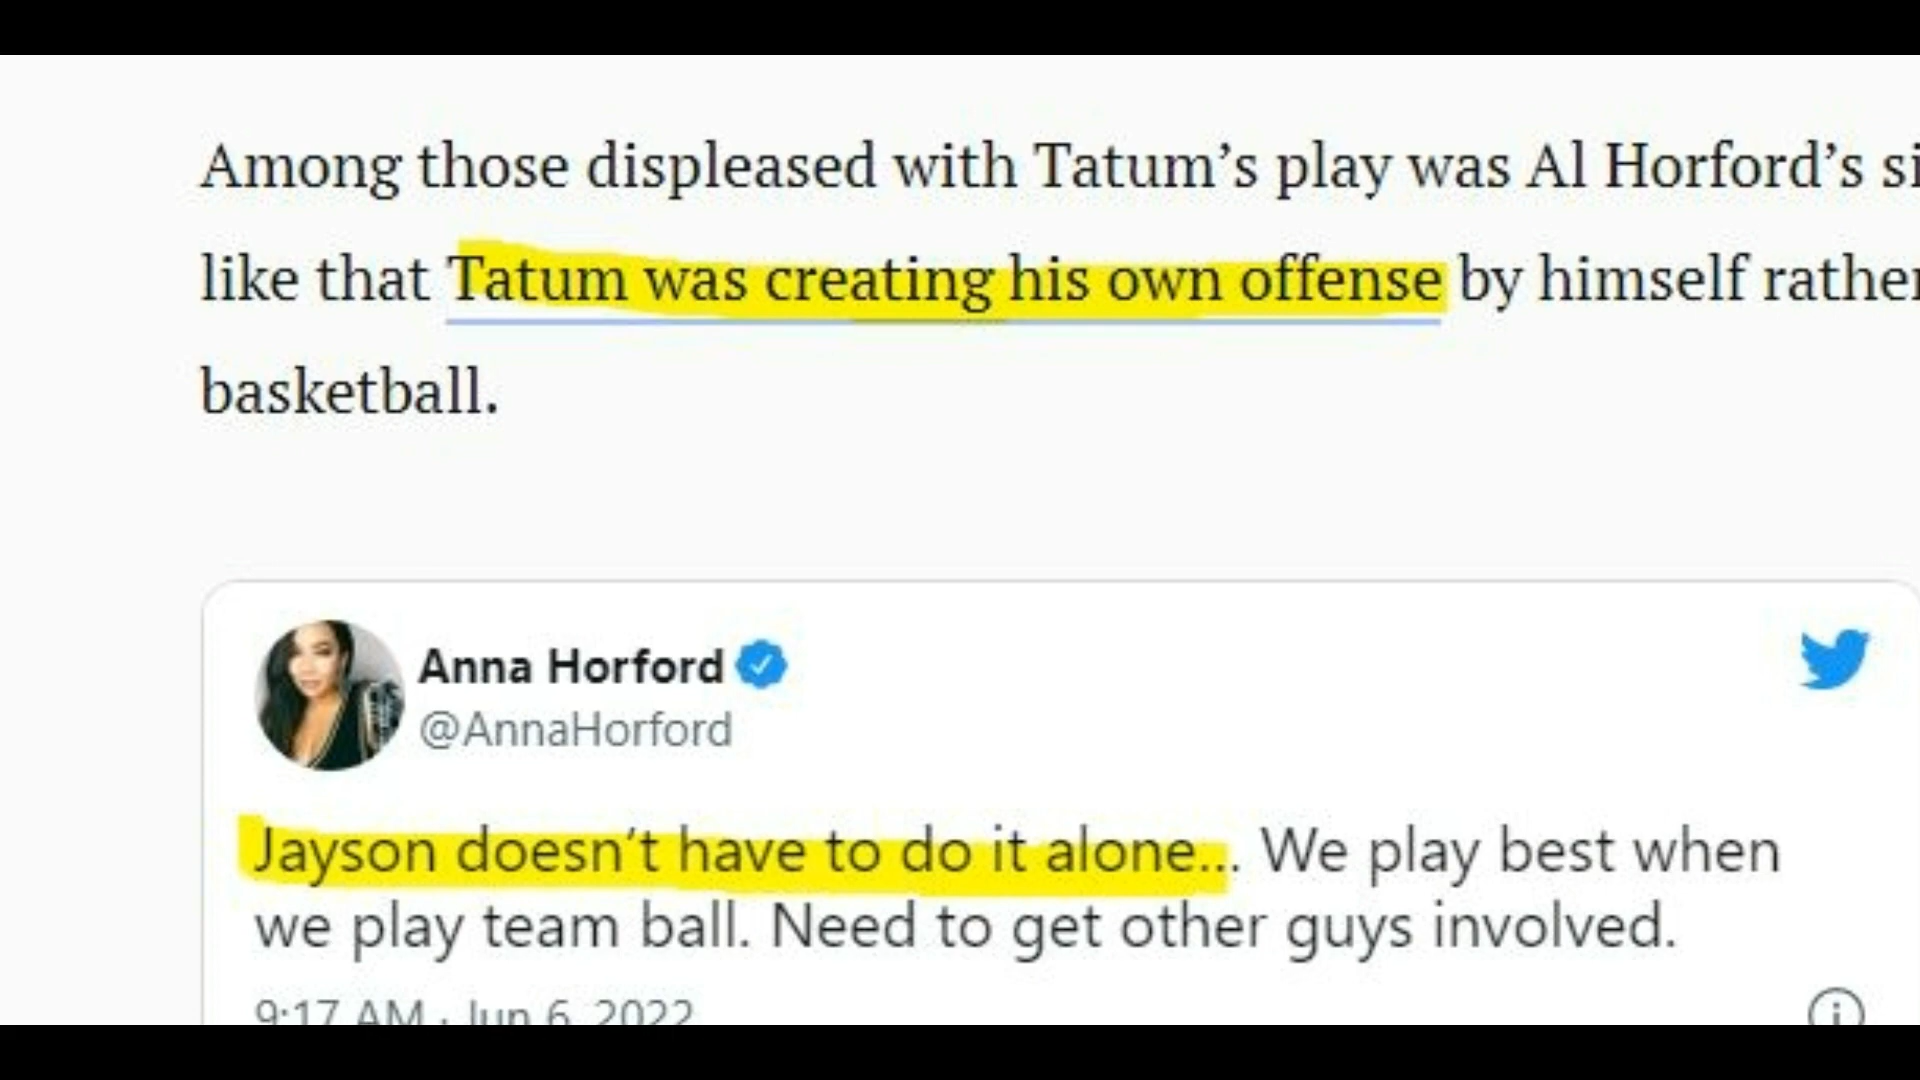 Among those displeased with Tatum’s play was Al Horford’s
like that Tatum was creating his own offense by himself
basketball.
Anna Horford
@AnnaHorford
Jayson doesn’t have to do it alone... We play best when
we play team ball. Need to get other guys involved.
9:17 AM · Jun 6, 2022